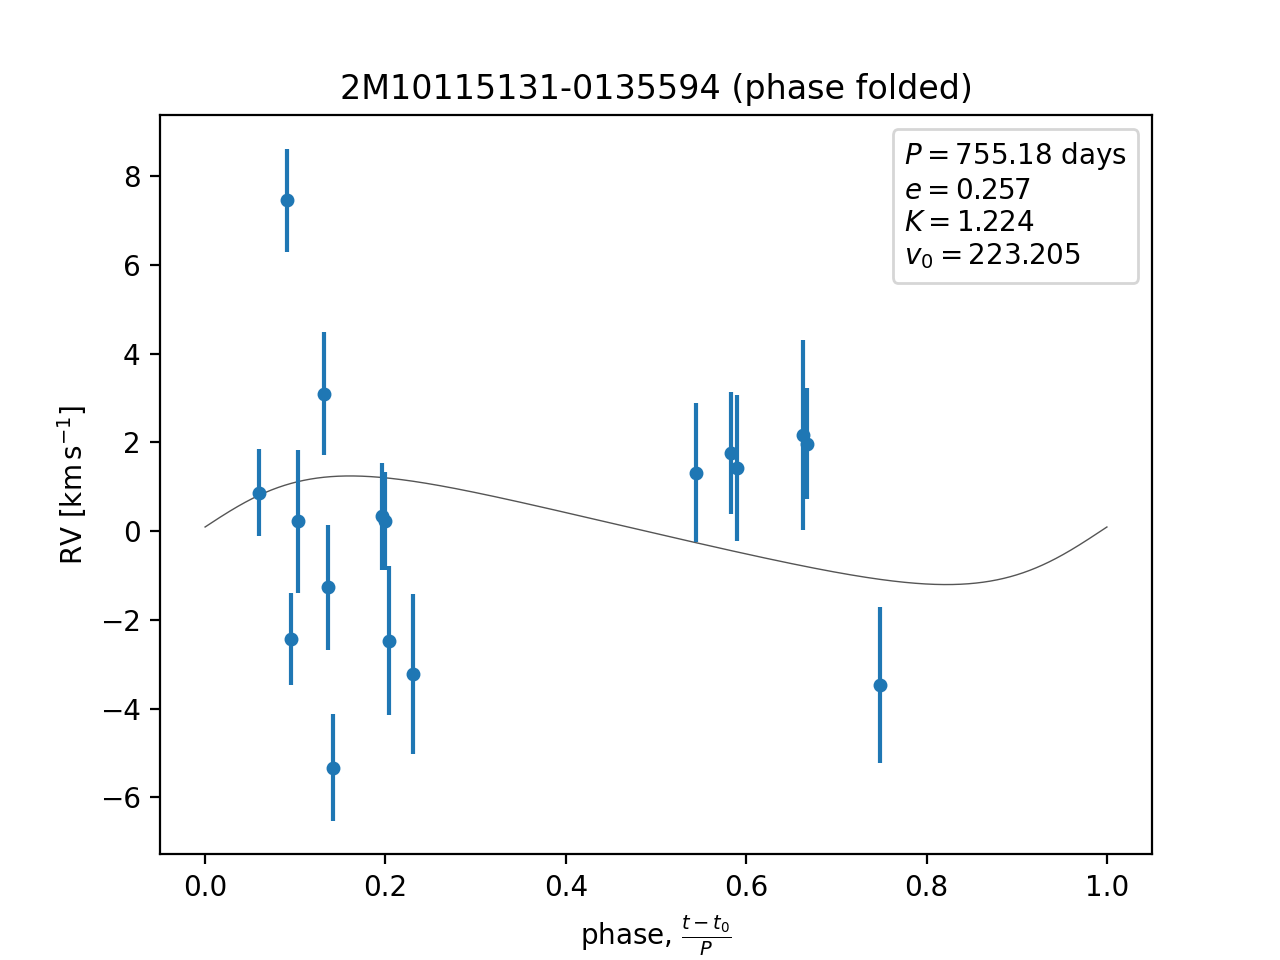 2M10115131-0135594 (phase folded)
P = 755.18 days
e = 0.257
K = 1.224
v₀ = 223.205
8
6
4
2
0
−2
−4
−6
RV [km s⁻¹]
0.0 0.2 0.4 0.6 0.8 1.0
phase, (t − t₀)/P